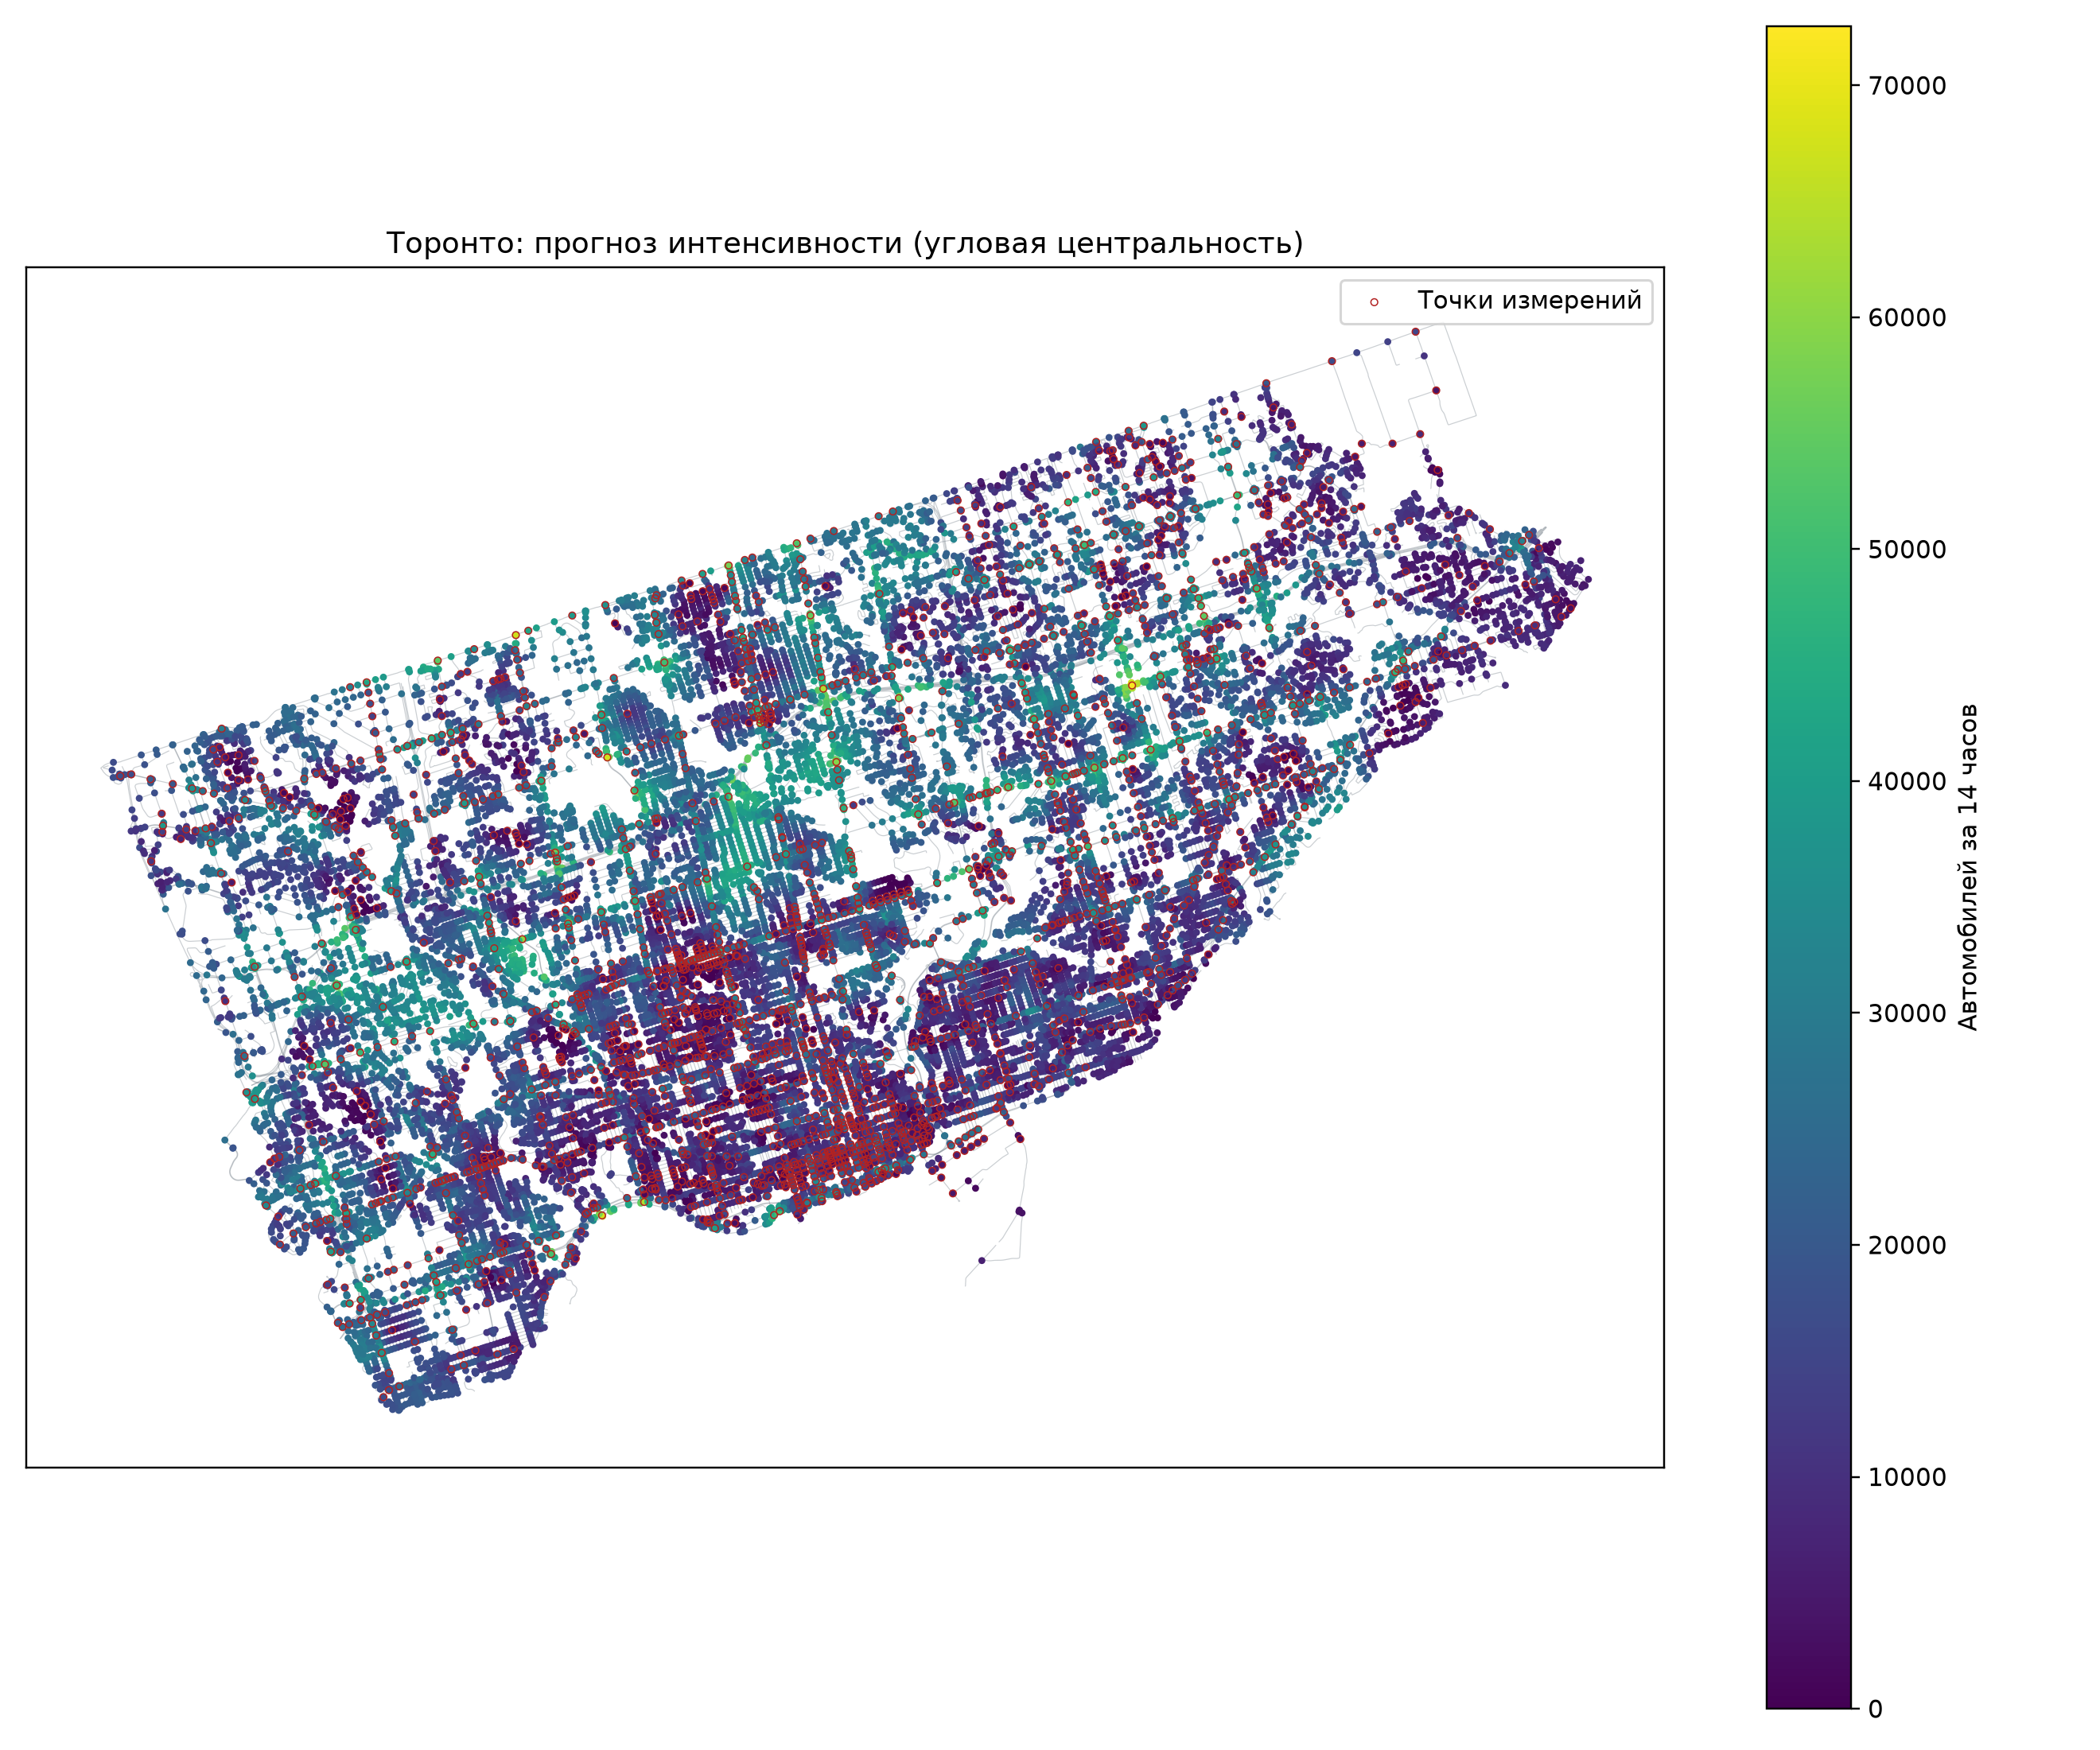 Торонто: прогноз интенсивности (угловая центральность)
Точки измерений
70000
60000
50000
40000
30000
20000
10000
0
Автомобилей за 14 часов